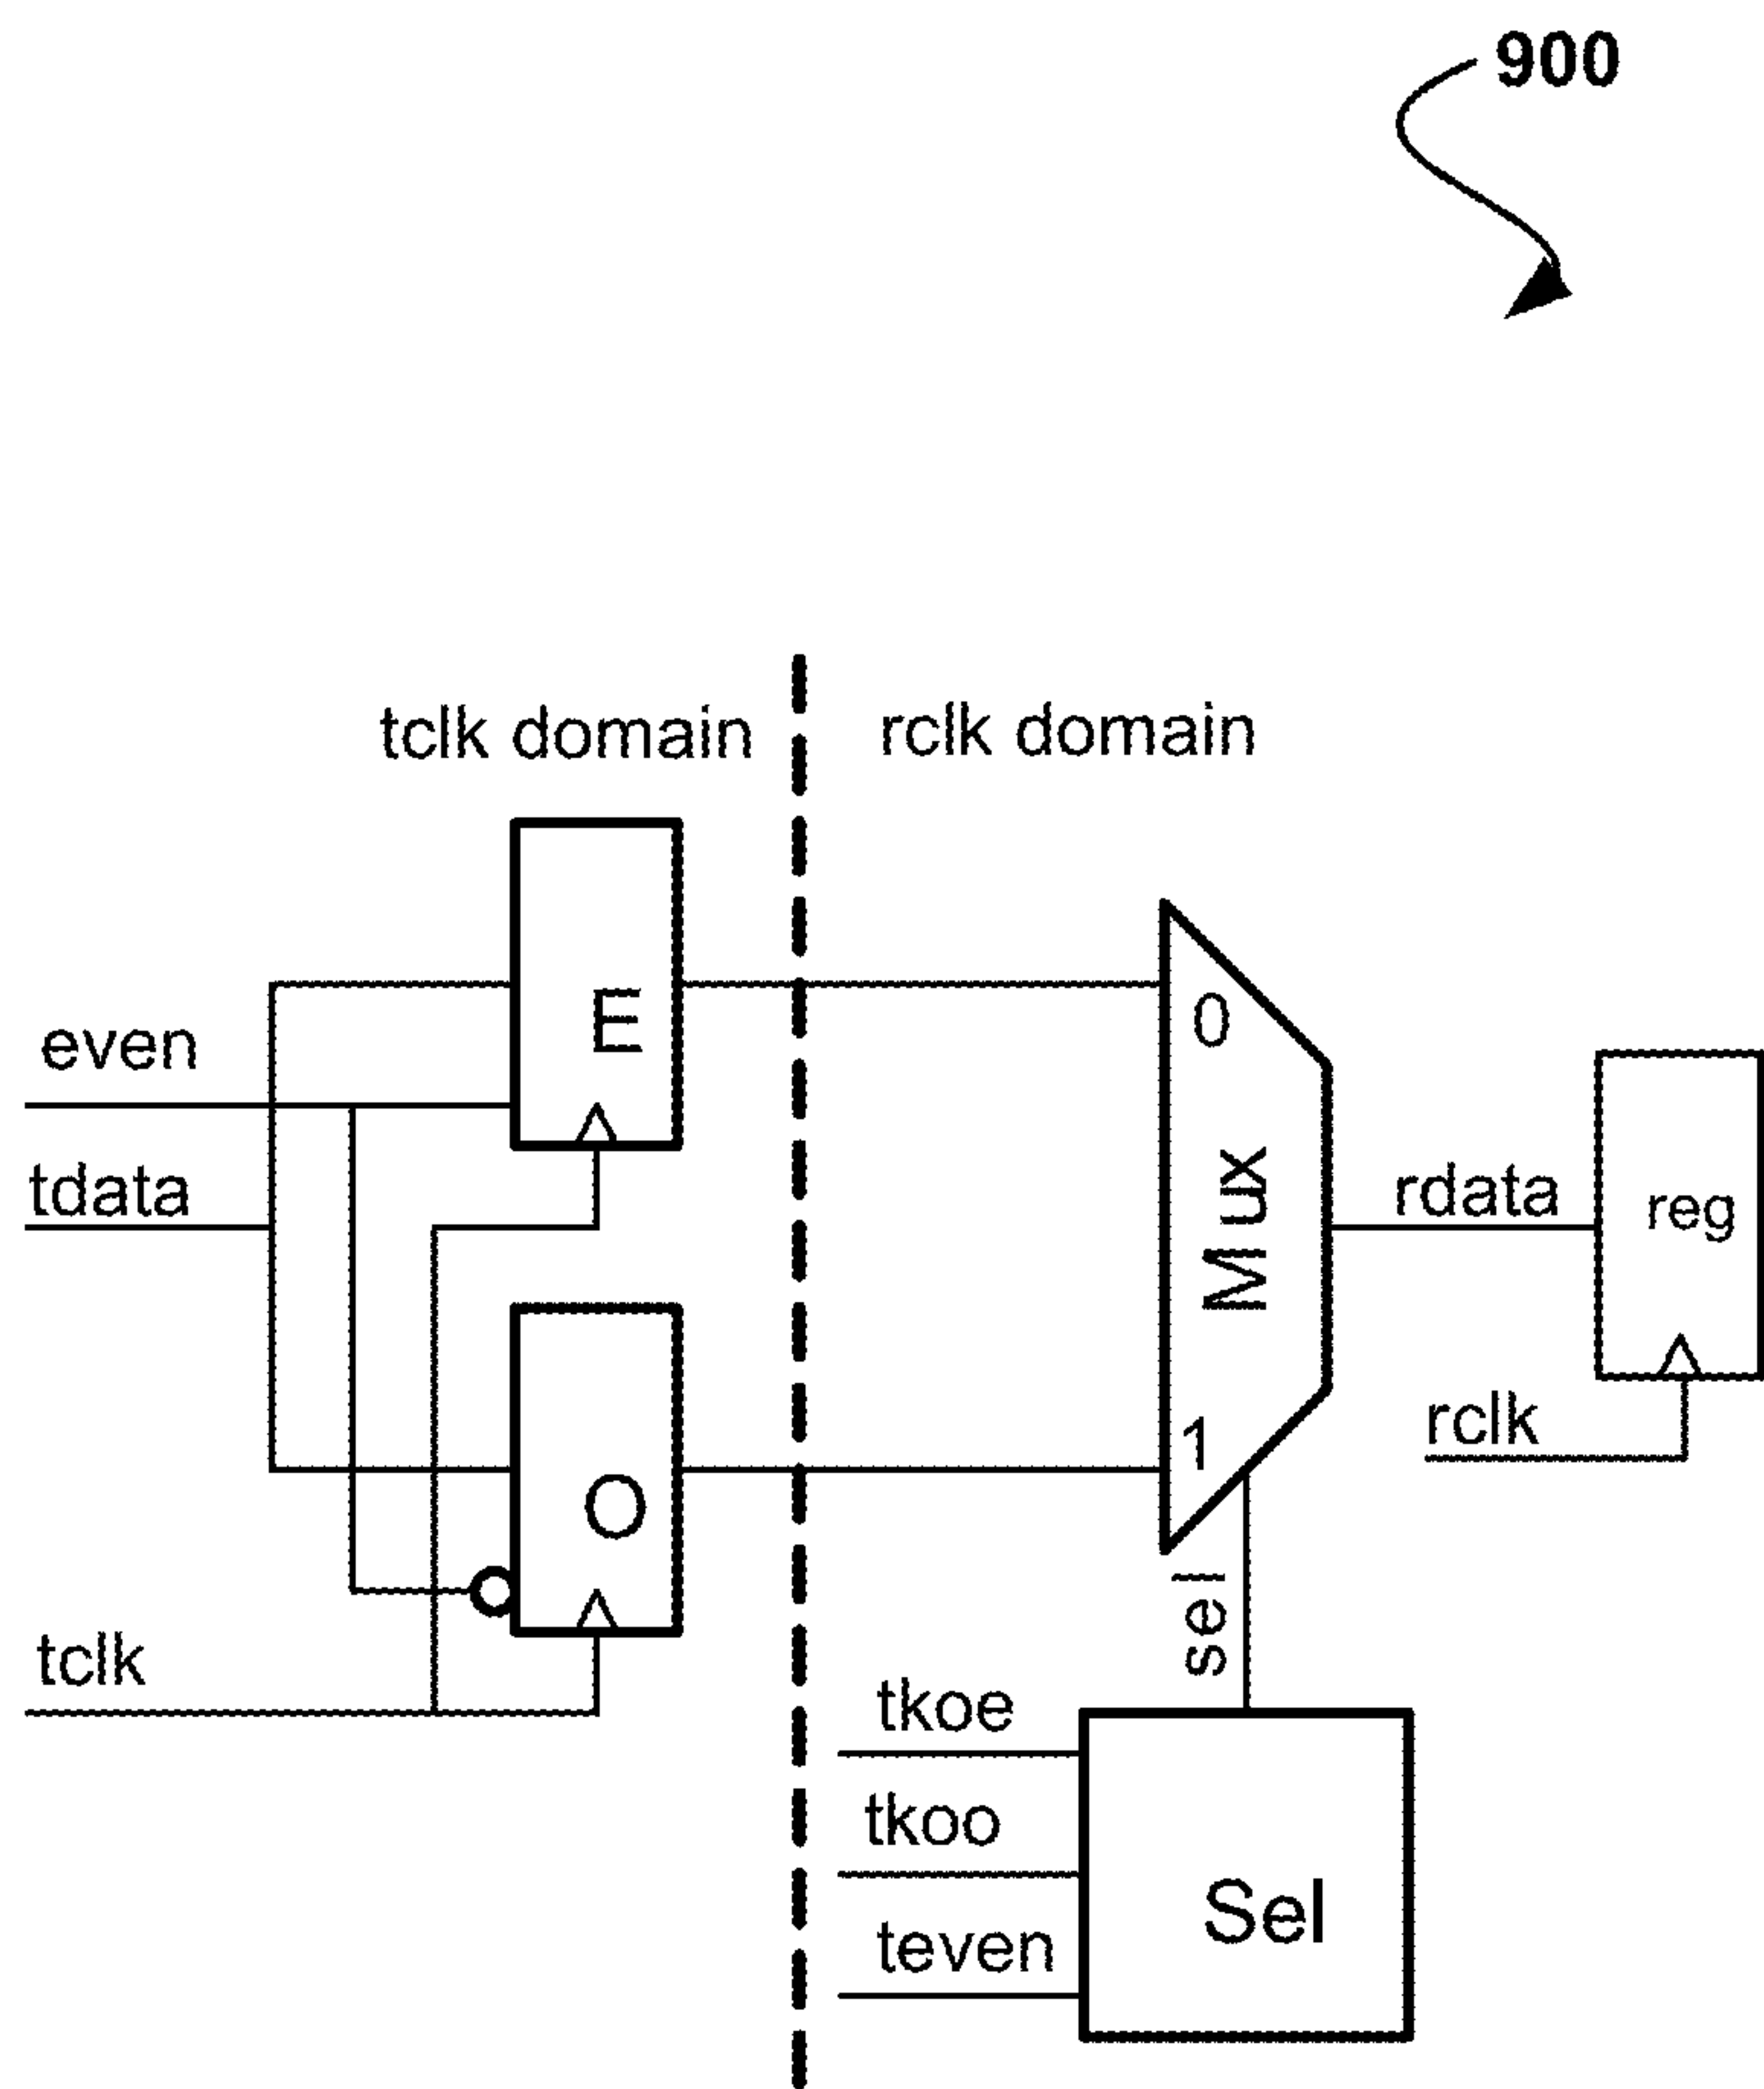 900
tclk domain
rclk domain
E
even
0
tdata
Mux
rdata
reg
O
1
rclk
tclk
sel
tkoe
tkoo
Sel
teven